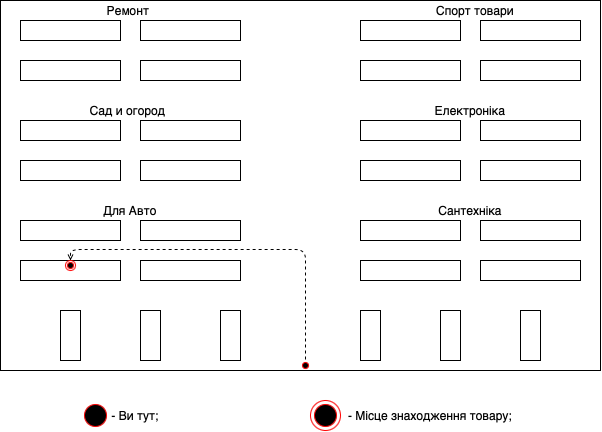 Ремонт
Спорт товари
Сад и огород
Електроніка
Для Авто
Сантехніка
- Ви тут;
- Місце знаходження товару;